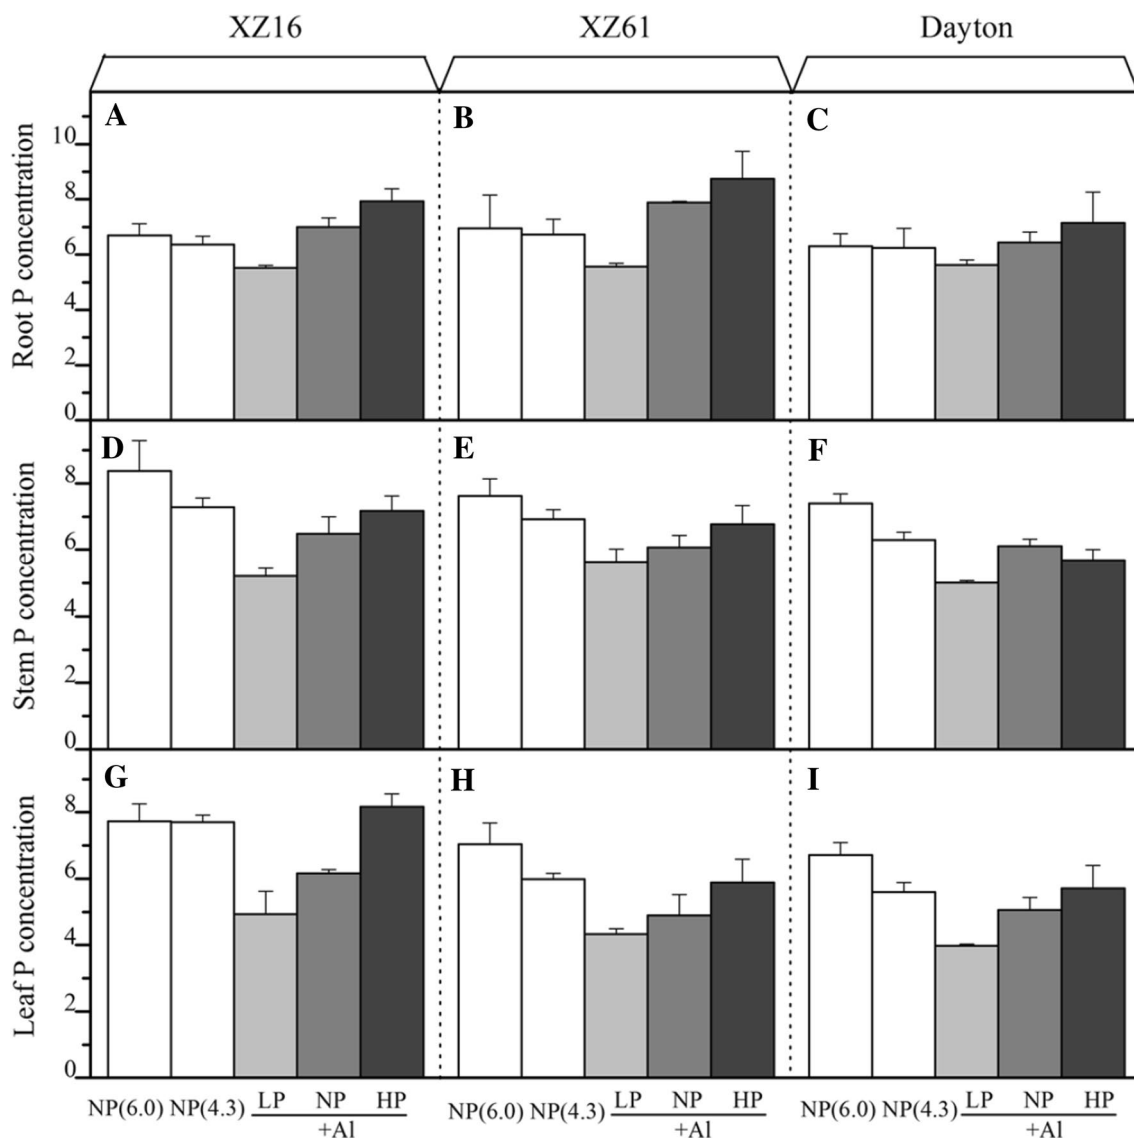 XZ16 XZ61 Dayton
A B C
Root P concentration
10
8
6
4
2
0
D E F
Stem P concentration
8
6
4
2
0
G H I
Leaf P concentration
8
6
4
2
0
NP(6.0) NP(4.3) LP NP HP NP(6.0) NP(4.3) LP NP HP NP(6.0) NP(4.3) LP NP HP
+Al +Al +Al